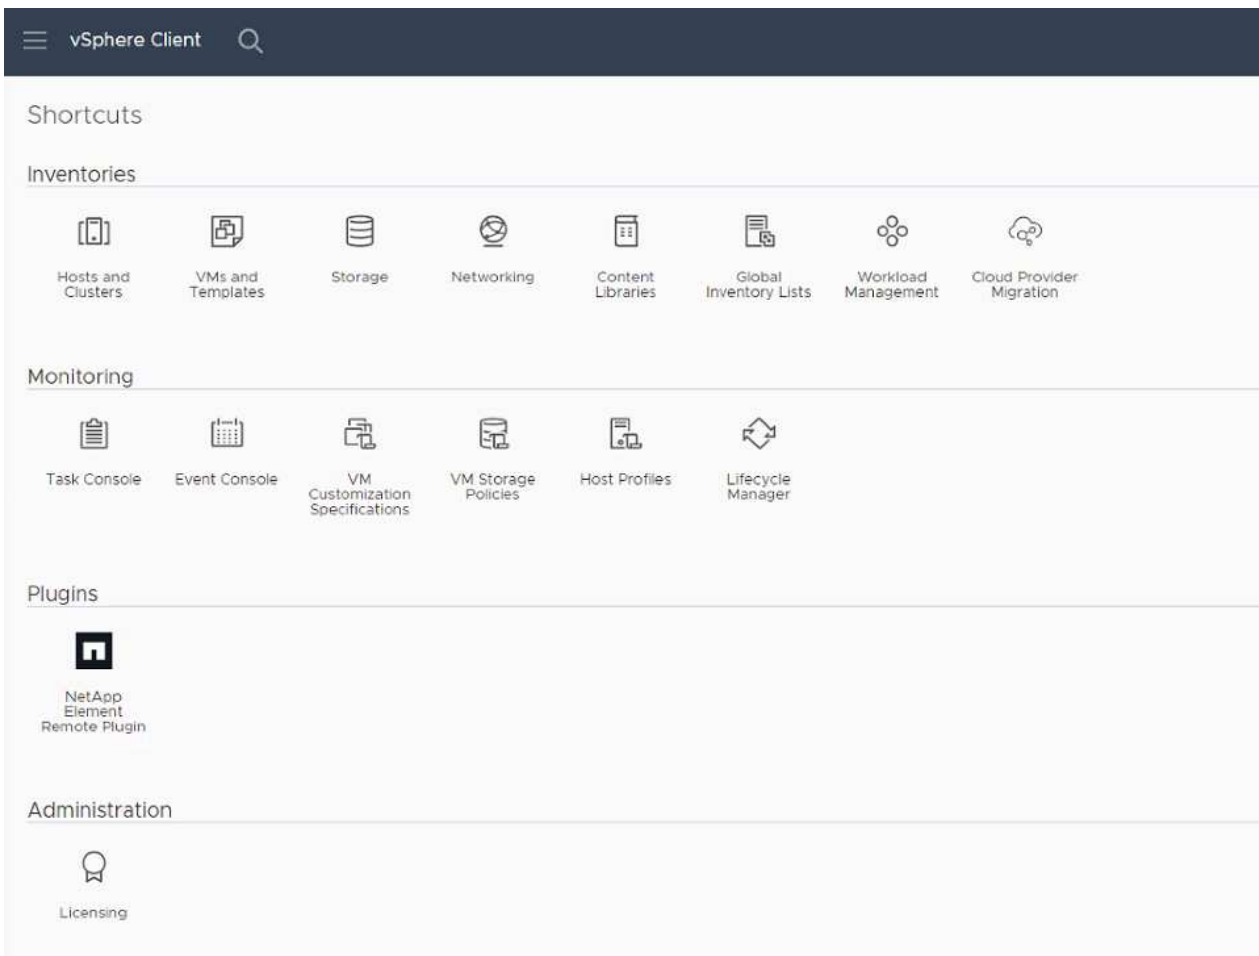 vSphere Client
Shortcuts
Inventories
Hosts and
Clusters
VMs and
Templates
Storage
Networking
Content
Libraries
Global
Inventory Lists
Workload
Management
Cloud Provider
Migration
Monitoring
Task Console
Event Console
VM
Customization
Specifications
VM Storage
Policies
Host Profiles
Lifecycle
Manager
Plugins
NetApp
Element
Remote Plugin
Administration
Licensing